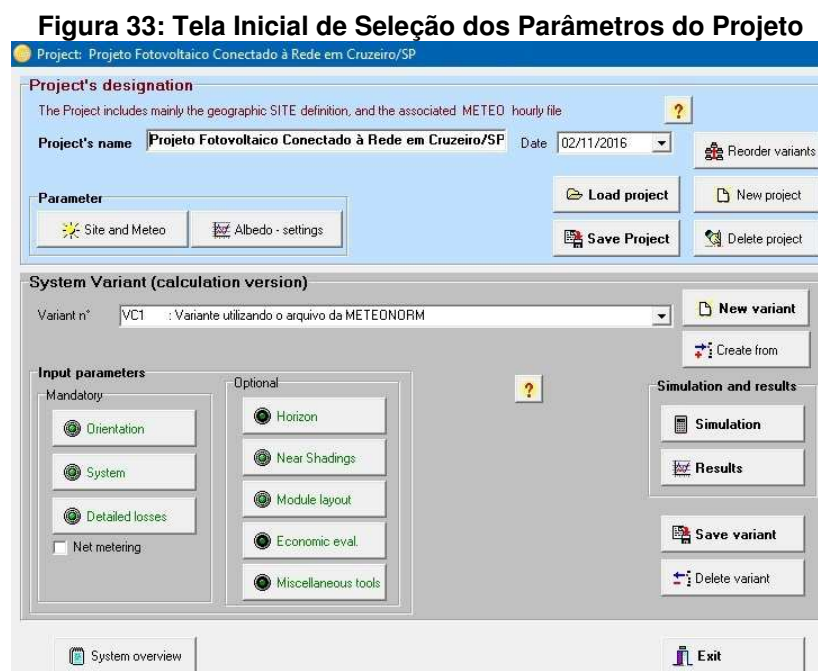 Figura 33: Tela Inicial de Seleção dos Parâmetros do Projeto
Project: Projeto Fotovoltaico Conectado à Rede em Cruzeiro/SP
Project's designation
The Project includes mainly the geographic SITE definition, and the associated METEO hourly file
?
Project's name Projeto Fotovoltaico Conectado à Rede em Cruzeiro/SP Date 02/11/2016
Reorder variants
Parameter
Load project
New project
Site and Meteo
Albedo - settings
Save Project
Delete project
System Variant (calculation version)
Variant n° VC1 : Variante utilizando o arquivo da METEONORM
New variant
Create from
Input parameters
Mandatory
Orientation
System
Detailed losses
Net metering
Optional
Horizon
Near Shadings
Module layout
Economic eval.
Miscellaneous tools
?
Simulation and results
Simulation
Results
Save variant
Delete variant
System overview
Exit